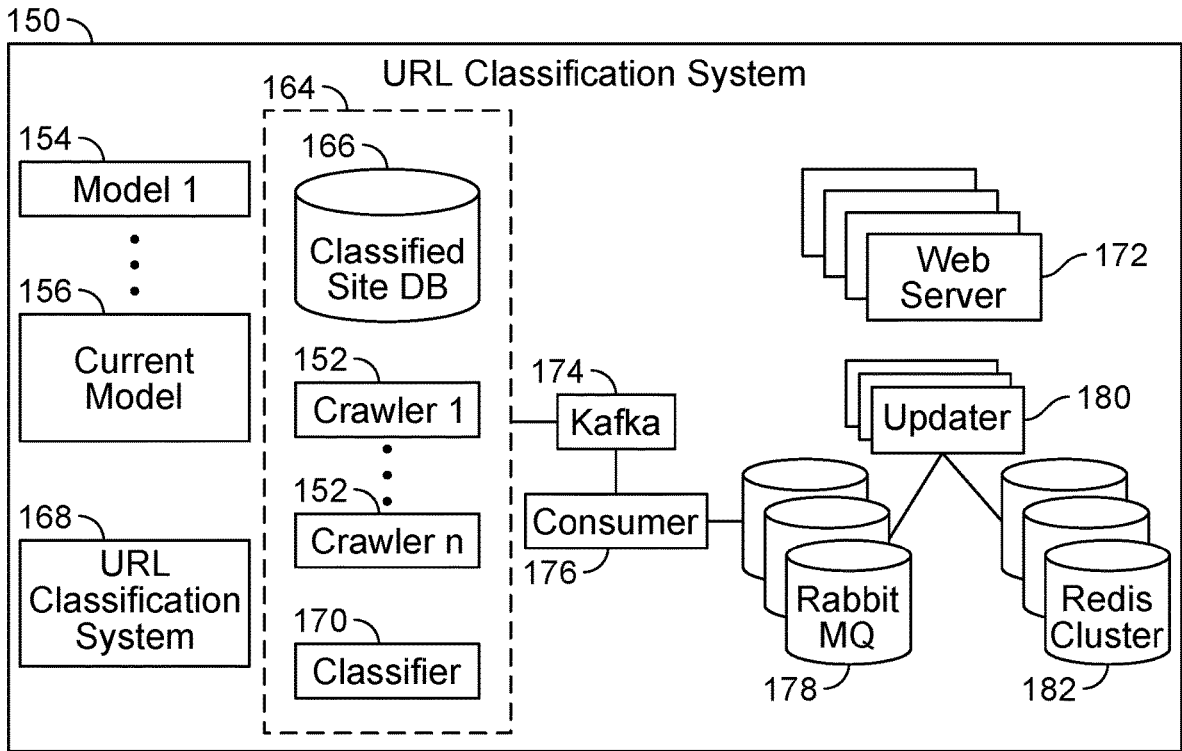 150
URL Classification System
164
154
Model 1
166
Classified
Site DB
156
Current
Model
152
Crawler 1
152
Crawler n
168
URL
Classification
System
170
Classifier
174
Kafka
Consumer
176
Web
Server
172
Updater
180
Rabbit
MQ
178
Redis
Cluster
182